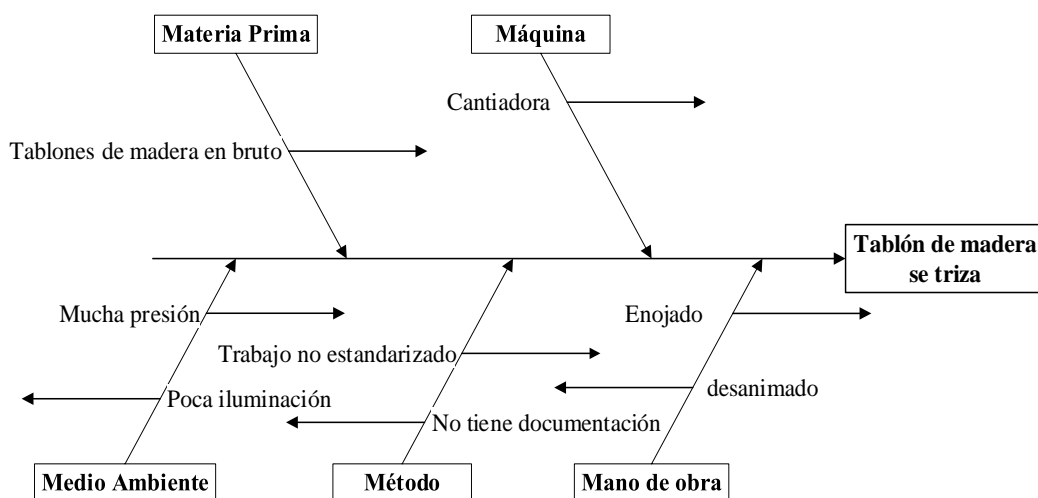 Materia Prima
Máquina
Cantiadora
Tablones de madera en bruto
Tablón de madera
se triza
Mucha presión
Enojado
Trabajo no estandarizado
desanimado
Poca iluminación
No tiene documentación
Medio Ambiente
Método
Mano de obra